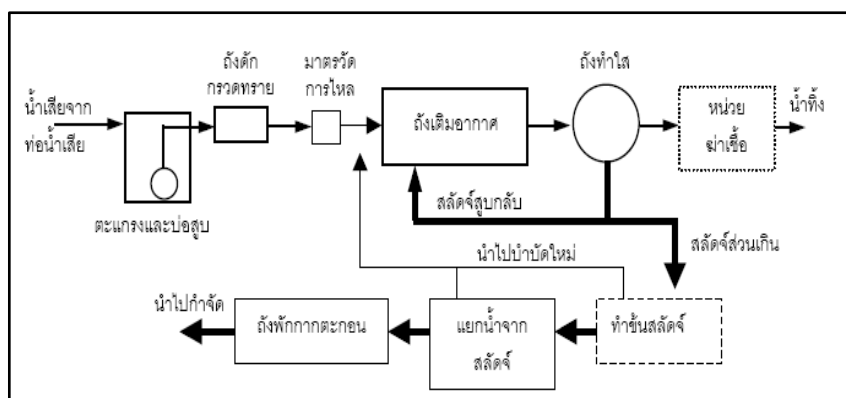 น้ำเสียจาก
ท่อน้ำเสีย
ตะแกรงและบ่อสูบ
ถังดัก
กรวดทราย
มาตรวัด
การไหล
ถังเติมอากาศ
ถังทำใส
หน่วย
ฆ่าเชื้อ
น้ำทิ้ง
สลัดจ์สูบกลับ
สลัดจ์ส่วนเกิน
นำไปบำบัดใหม่
นำไปกำจัด
ถังพักกากตะกอน
แยกน้ำจาก
สลัดจ์
ทำข้นสลัดจ์